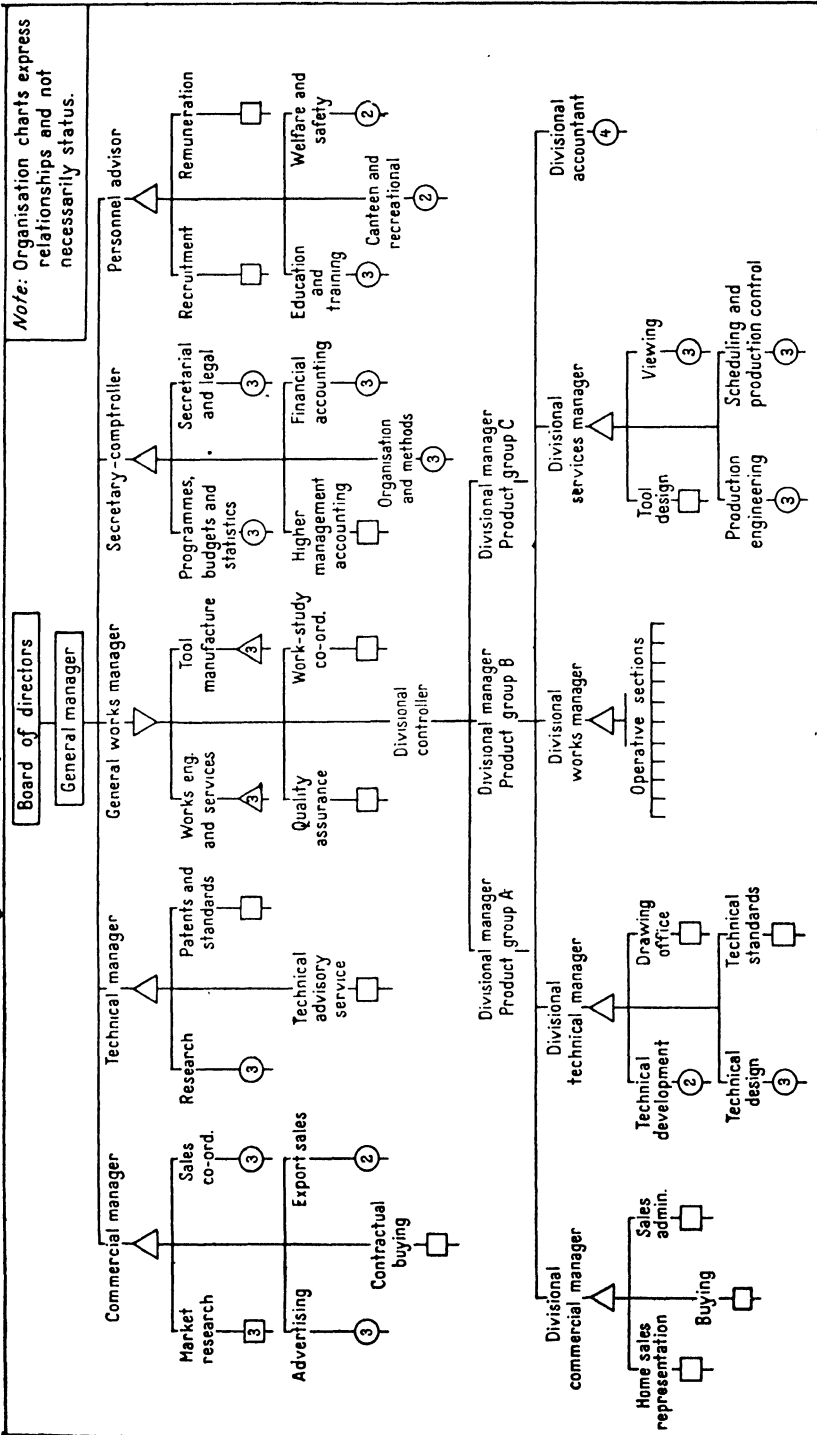 Note: Organisation charts express
relationships and not
necessarily status.
Board of directors
General manager
Commercial manager
Technical manager
General works manager
Secretary-comptroller
Personnel advisor
Market
research
3
Sales
co-ord.
3
Advertising
3
Export sales
2
Contractual
buying
Research
3
Patents and
standards
Technical
advisory
service
Works eng.
and services
3
Tool
manufacture
3
Quality
assurance
Work-study
co-ord.
Divisional
controller
Programmes,
budgets and
statistics
3
Secretarial
and legal
3
Higher
management
accounting
Financial
accounting
3
Organisation
and methods
3
Recruitment
Remuneration
Education
and
training
3
Welfare and
safety
2
Canteen and
recreational
2
Divisional manager
Product group A
Divisional manager
Product group B
Divisional manager
Product group C
Divisional
commercial manager
Divisional
technical manager
Divisional
works manager
Divisional
services manager
Divisional
accountant
4
Home sales
representation
Sales
admin.
Buying
Technical
development
2
Drawing
office
Technical
design
3
Technical
standards
Operative sections
Tool
design
Viewing
3
Production
engineering
3
Scheduling and
production control
3